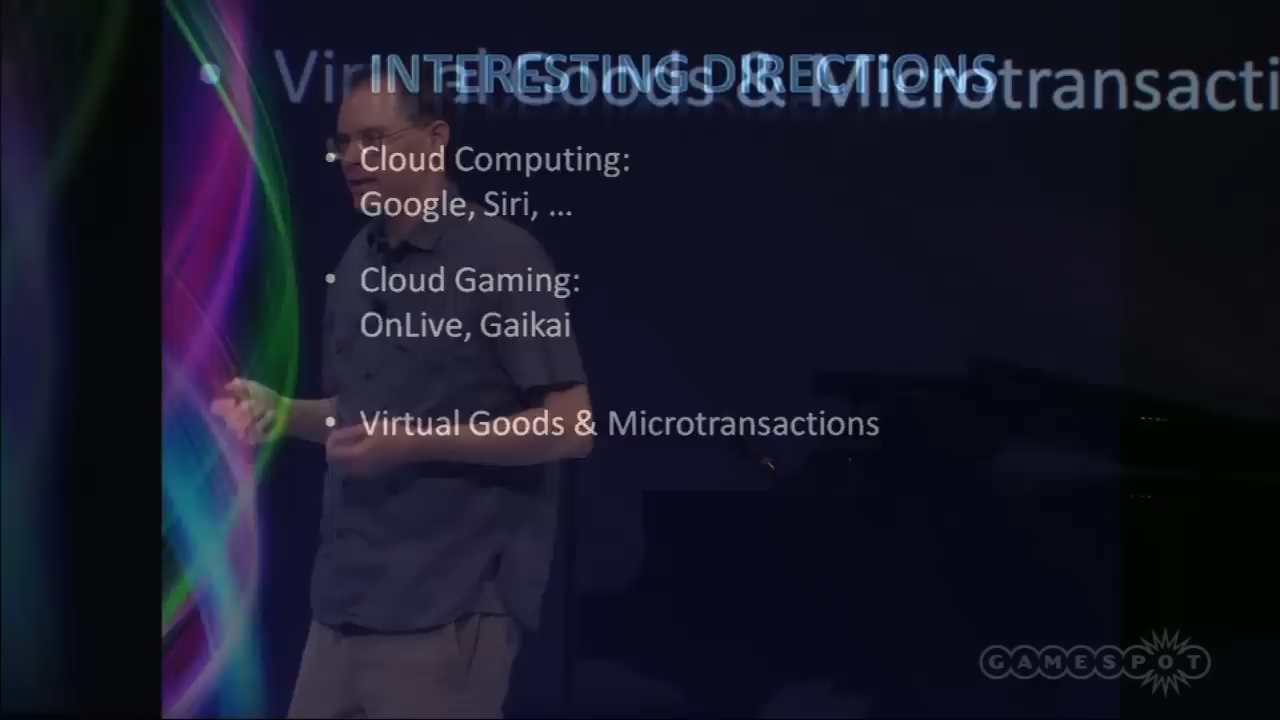 INTERESTING DIRECTIONS
Virtual Goods & Microtransacti
• Cloud Computing:
Google, Siri, ...
• Cloud Gaming:
OnLive, Gaikai
• Virtual Goods & Microtransactions
GAMESPOT